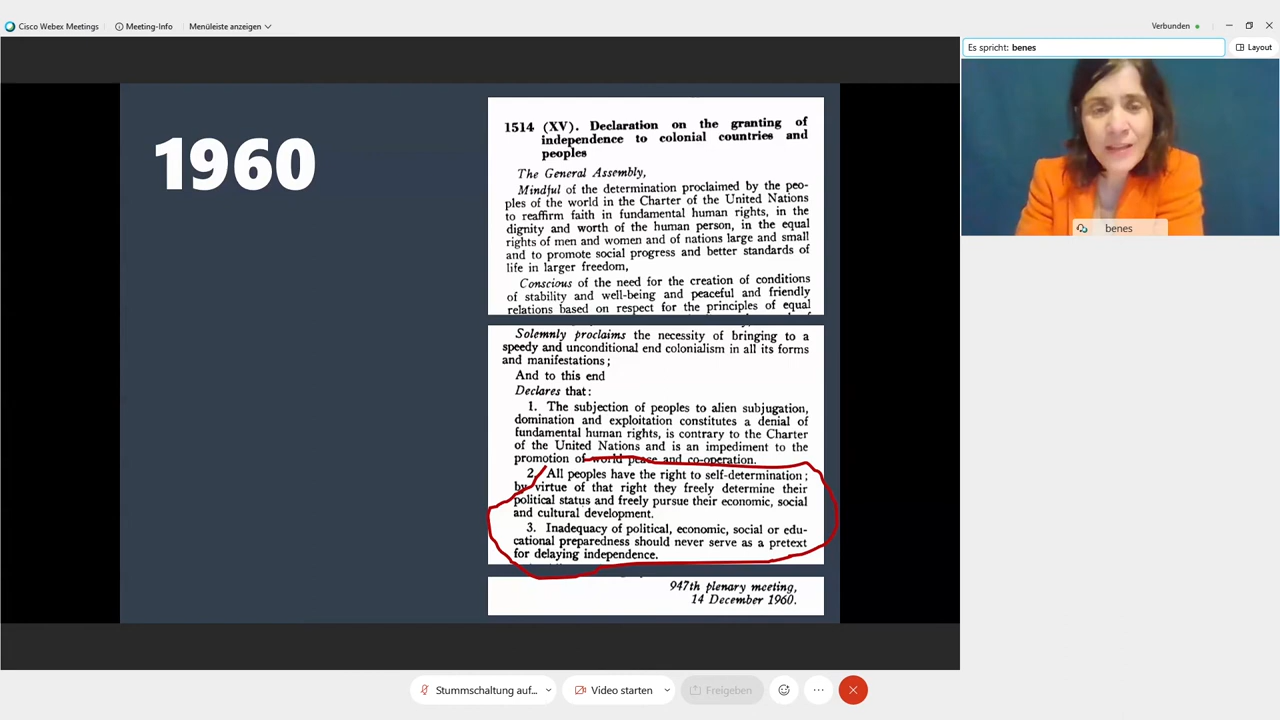 Cisco Webex Meetings
Meeting-Info
Menüleiste anzeigen
Verbunden
Es spricht: benes
Layout
benes
1960
1514 (XV). Declaration on the granting of
independence to colonial countries and
peoples
The General Assembly,
Mindful of the determination proclaimed by the peo-
ples of the world in the Charter of the United Nations
to reaffirm faith in fundamental human rights, in the
dignity and worth of the human person, in the equal
rights of men and women and of nations large and small
and to promote social progress and better standards of
life in larger freedom,
Conscious of the need for the creation of conditions
of stability and well-being and peaceful and friendly
relations based on respect for the principles of equal
Solemnly proclaims the necessity of bringing to a
speedy and unconditional end colonialism in all its forms
and manifestations;
And to this end
Declares that:
1. The subjection of peoples to alien subjugation,
domination and exploitation constitutes a denial of
fundamental human rights, is contrary to the Charter
of the United Nations and is an impediment to the
promotion of world peace and co-operation.
2. All peoples have the right to self-determination;
by virtue of that right they freely determine their
political status and freely pursue their economic, social
and cultural development.
3. Inadequacy of political, economic, social or edu-
cational preparedness should never serve as a pretext
for delaying independence.
947th plenary meeting,
14 December 1960.
Stummschaltung auf...
Video starten
Freigeben